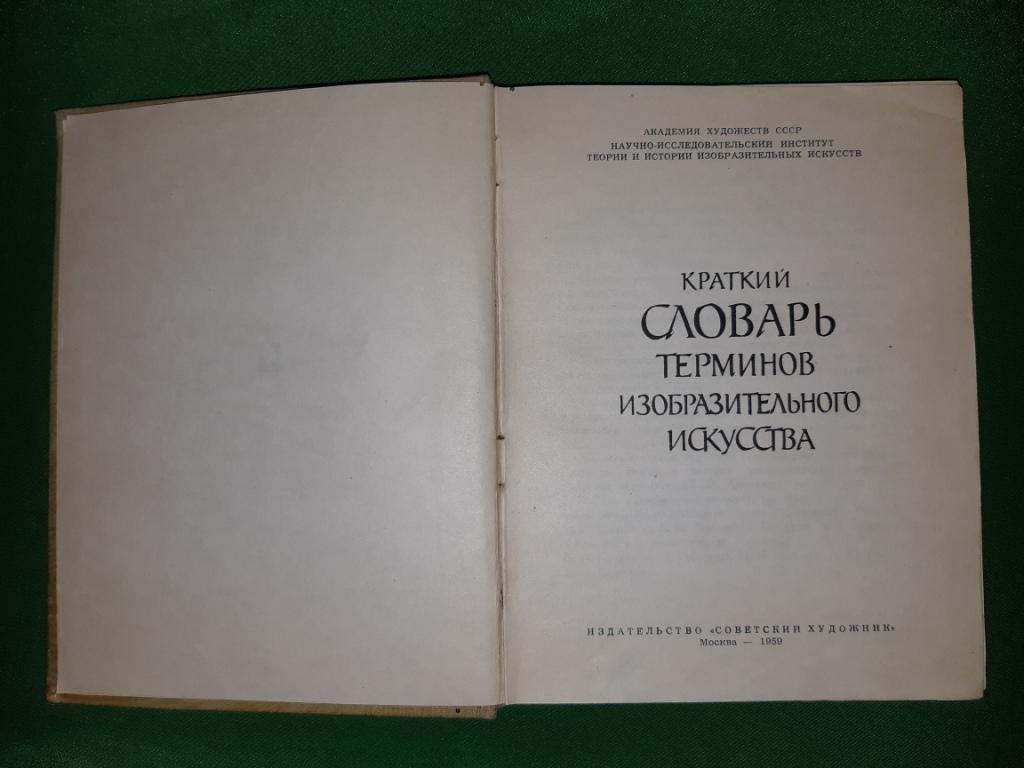 АКАДЕМИЯ ХУДОЖЕСТВ СССР
НАУЧНО-ИССЛЕДОВАТЕЛЬСКИЙ ИНСТИТУТ
ТЕОРИИ И ИСТОРИИ ИЗОБРАЗИТЕЛЬНЫХ ИСКУССТВ
КРАТКИЙ
СЛОВАРЬ
ТЕРМИНОВ
ИЗОБРАЗИТЕЛЬНОГО
ИСКУССТВА
ИЗДАТЕЛЬСТВО «СОВЕТСКИЙ ХУДОЖНИК»
Москва — 1959